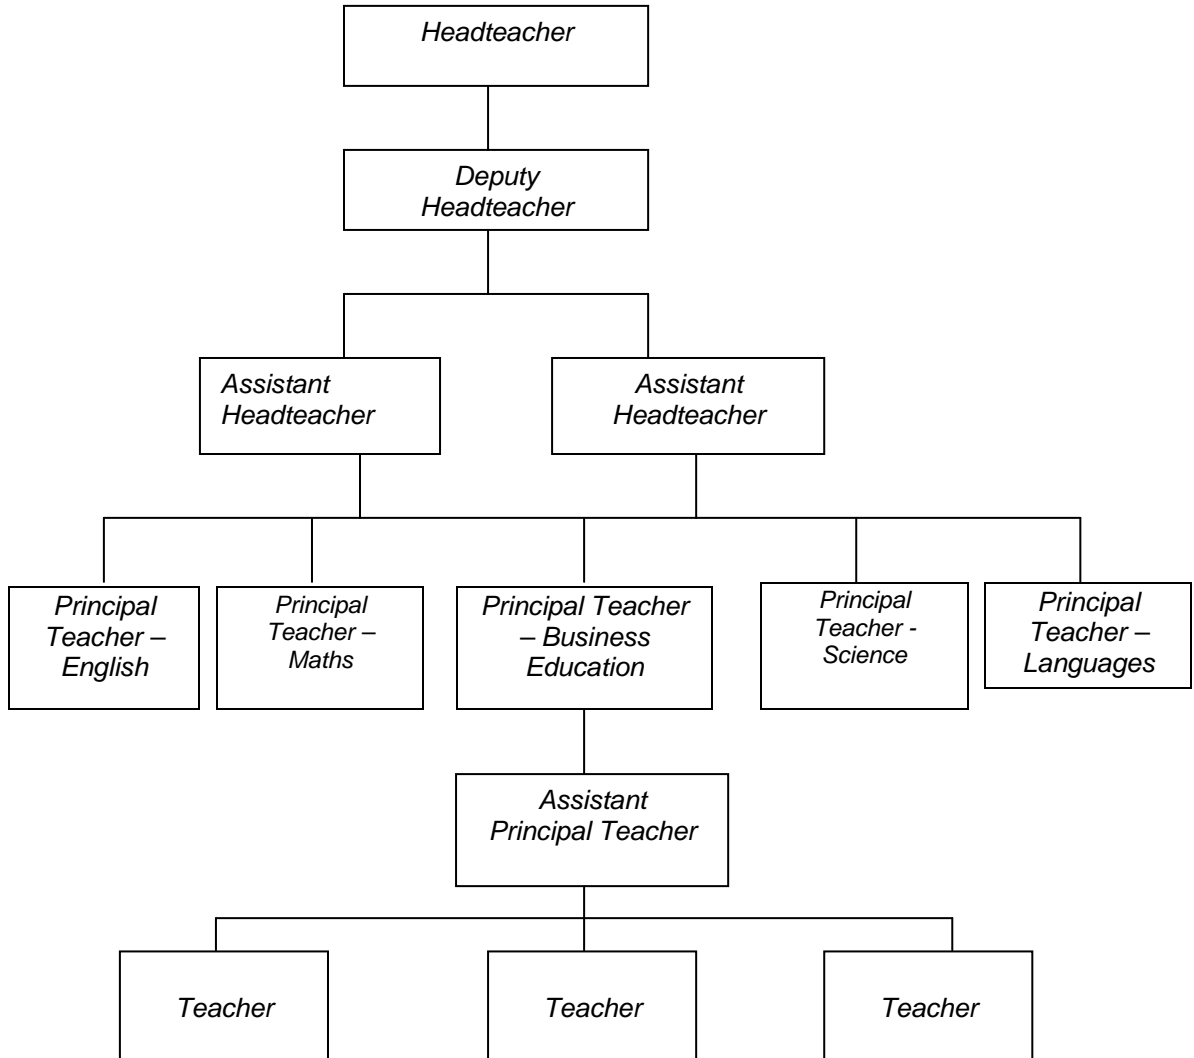 Headteacher
Deputy
Headteacher
Assistant
Headteacher
Assistant
Headteacher
Principal
Teacher –
English
Principal
Teacher –
Maths
Principal Teacher
– Business
Education
Principal
Teacher -
Science
Principal
Teacher –
Languages
Assistant
Principal Teacher
Teacher
Teacher
Teacher